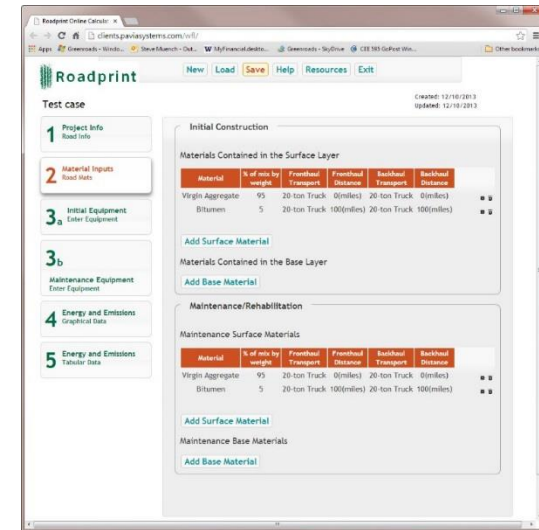 Roadprint Online Calculator
clients.paviasystems.com/wfl/
Apps Greenroads - Windo... Steve Muench - Out... MyFinancial.deskto... Greenroads - SkyDrive CEE 595 GoPost Win... Other bookmarks
Roadprint
New Load Save Help Resources Exit
Test case
Created: 12/10/2013
Updated: 12/10/2013
1 Project Info
Road Info
2 Material Inputs
Road Mats
3a Initial Equipment
Enter Equipment
3b
Maintenance Equipment
Enter Equipment
4 Energy and Emissions
Graphical Data
5 Energy and Emissions
Tabular Data
Initial Construction
Materials Contained in the Surface Layer
Material % of mix by weight Fronthaul Transport Fronthaul Distance Backhaul Transport Backhaul Distance
Virgin Aggregate 95 20-ton Truck 0(miles) 20-ton Truck 0(miles)
Bitumen 5 20-ton Truck 100(miles) 20-ton Truck 100(miles)
Add Surface Material
Materials Contained in the Base Layer
Add Base Material
Maintenance/Rehabilitation
Maintenance Surface Materials
Material % of mix by weight Fronthaul Transport Fronthaul Distance Backhaul Transport Backhaul Distance
Virgin Aggregate 95 20-ton Truck 0(miles) 20-ton Truck 0(miles)
Bitumen 5 20-ton Truck 100(miles) 20-ton Truck 100(miles)
Add Surface Material
Maintenance Base Materials
Add Base Material